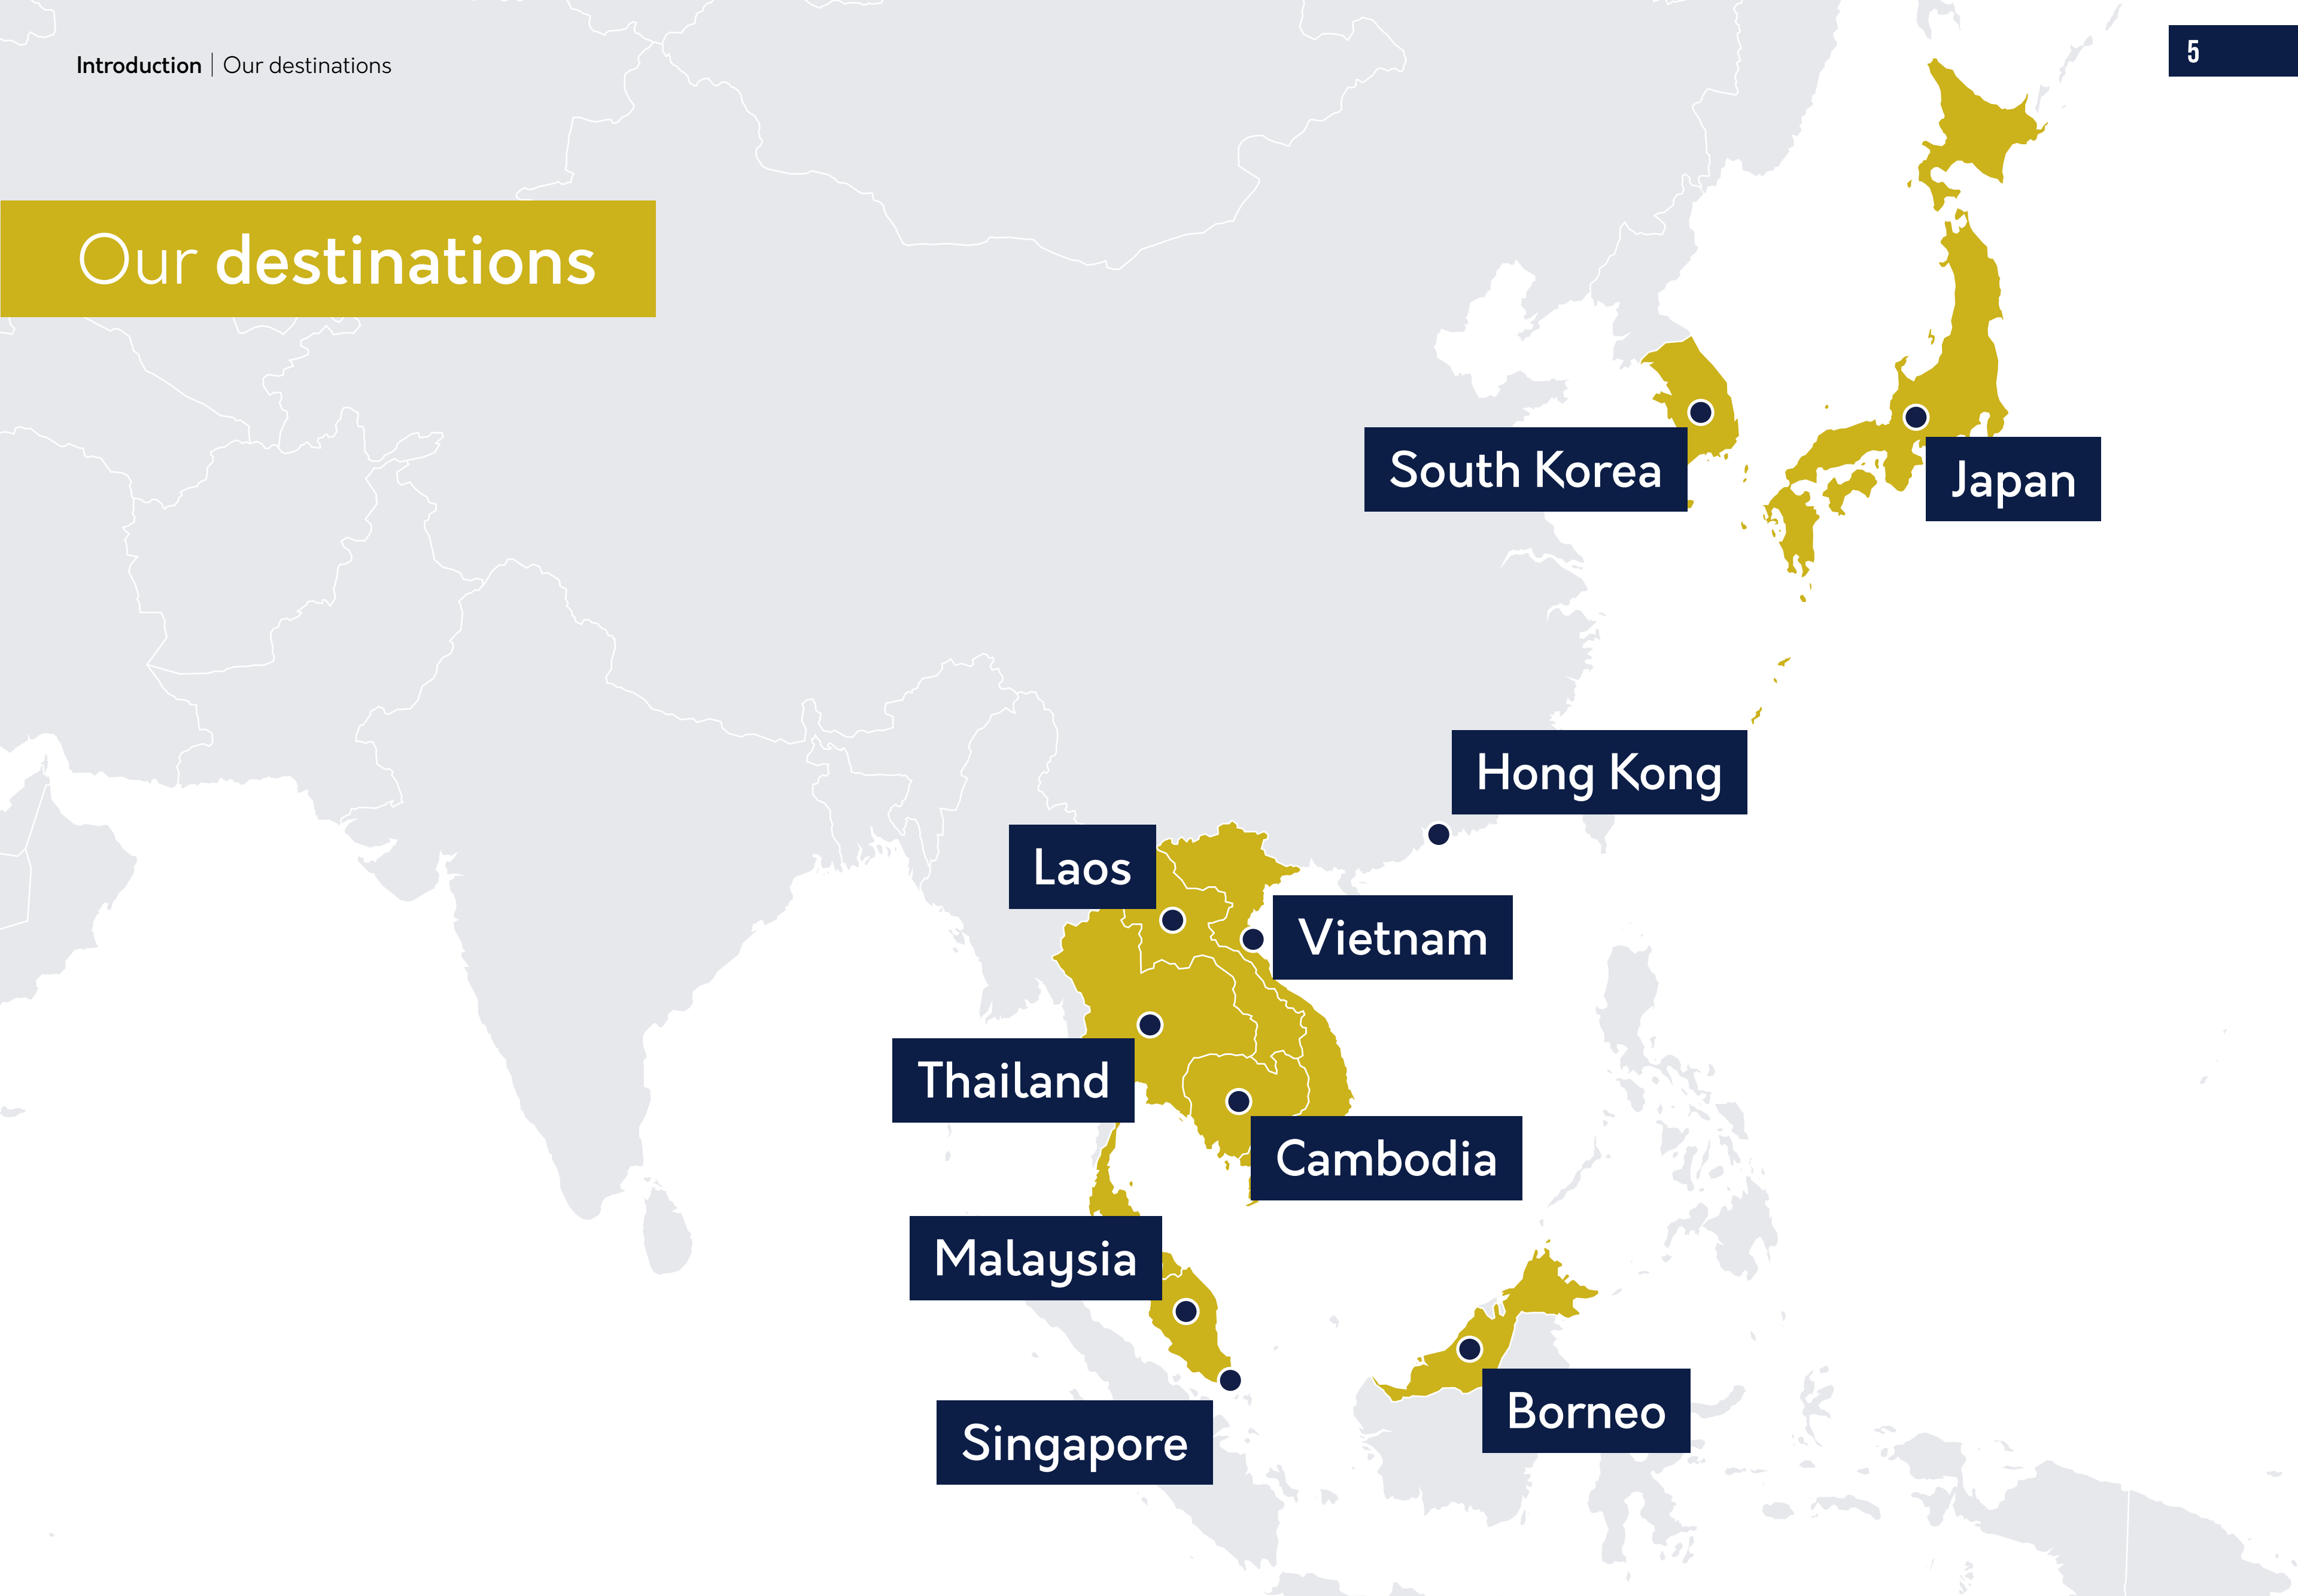 Introduction | Our destinations
5
Our destinations
South Korea
Japan
Hong Kong
Laos
Vietnam
Thailand
Cambodia
Malaysia
Borneo
Singapore